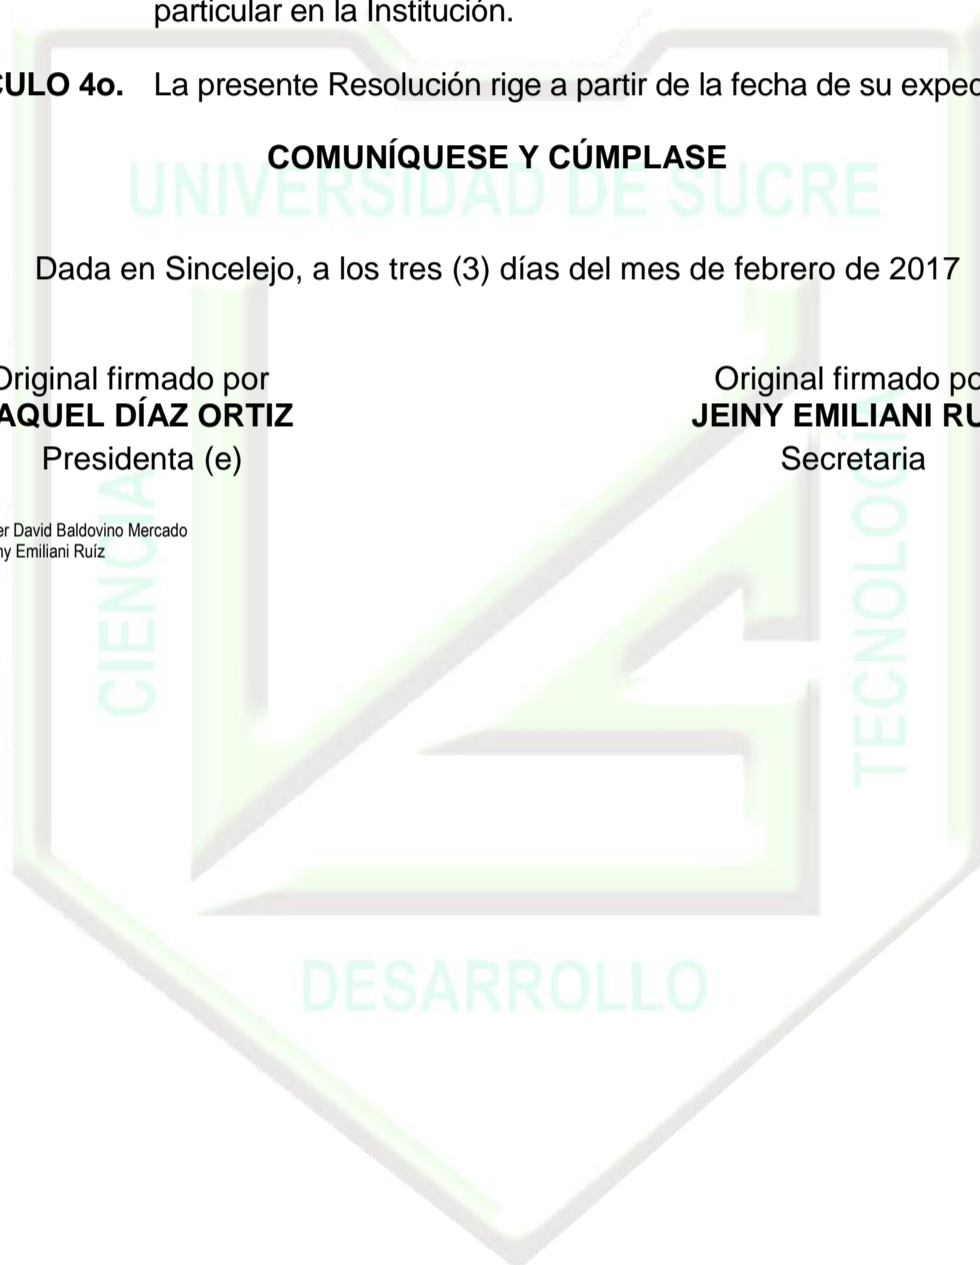 particular en la Institución.
CULO 4o. La presente Resolución rige a partir de la fecha de su exped
COMUNÍQUESE Y CÚMPLASE
UNIVERSIDAD DE SUCRE
Dada en Sincelejo, a los tres (3) días del mes de febrero de 2017
Original firmado por
AQUEL DÍAZ ORTIZ
Presidenta (e)
Original firmado po
JEINY EMILIANI RU
Secretaria
er David Baldovino Mercado
ny Emiliani Ruíz
CIENCIA
TECNOLOGÍA
DESARROLLO